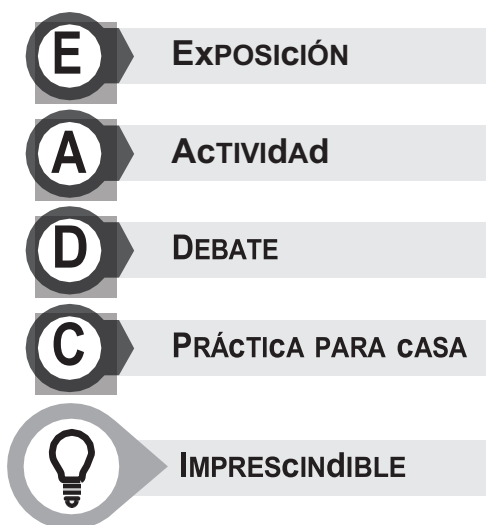 E ExPOSIcIÓN
A AcTIVIdAd
D DEBATE
C PRÁcTIcA PARA cASA
IMPREScINdIBLE